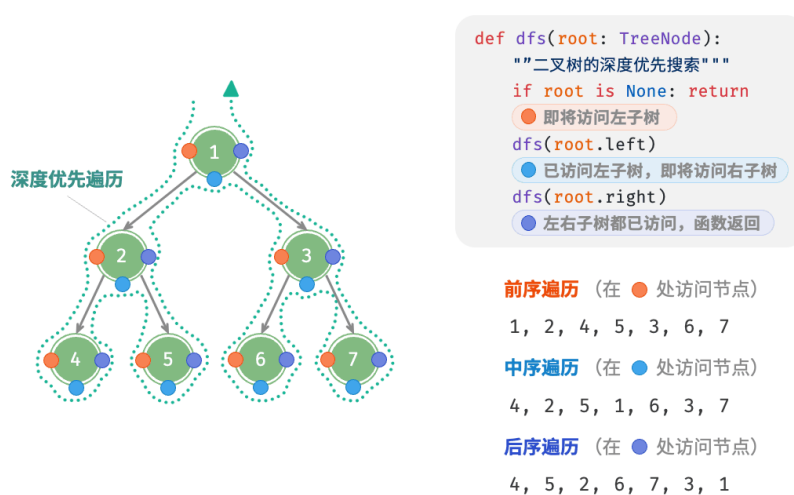 def dfs(root: TreeNode):
"”二叉树的深度优先搜索"""
if root is None: return
即将访问左子树
dfs(root.left)
已访问左子树，即将访问右子树
dfs(root.right)
左右子树都已访问，函数返回
深度优先遍历
1
2
3
4
5
6
7
前序遍历 （在 处访问节点）
1, 2, 4, 5, 3, 6, 7
中序遍历 （在 处访问节点）
4, 2, 5, 1, 6, 3, 7
后序遍历 （在 处访问节点）
4, 5, 2, 6, 7, 3, 1